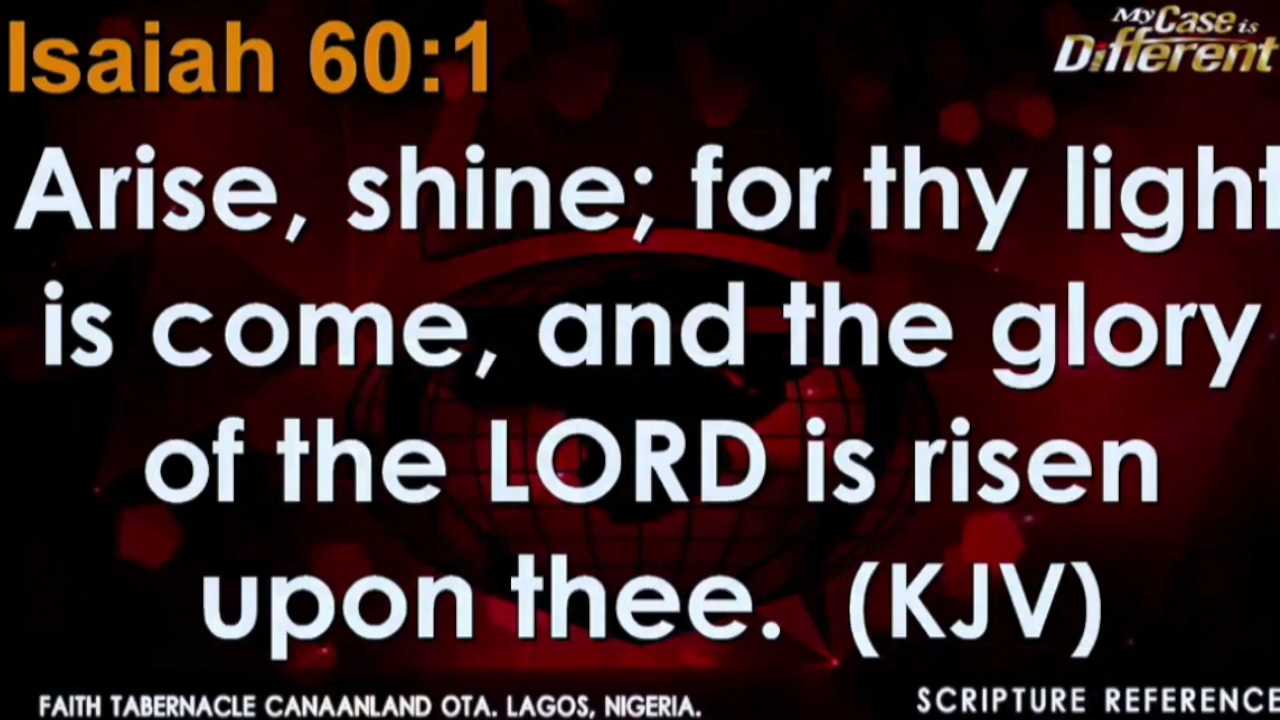 Isaiah 60:1
My Case is
Different
Arise, shine; for thy light
is come, and the glory
of the LORD is risen
upon thee. (KJV)
FAITH TABERNACLE CANAANLAND OTA. LAGOS, NIGERIA.
SCRIPTURE REFERENCE